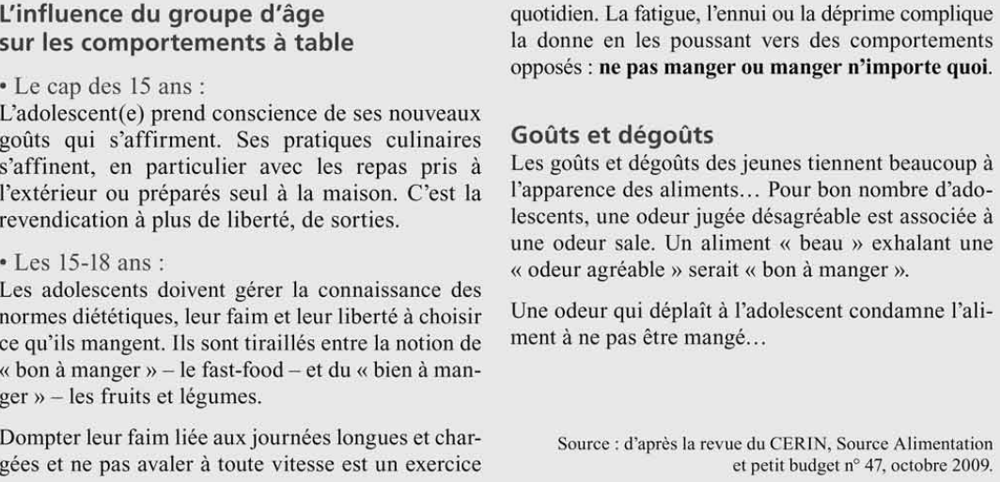 L'influence du groupe d'âge
sur les comportements à table
• Le cap des 15 ans :
L'adolescent(e) prend conscience de ses nouveaux
goûts qui s'affirment. Ses pratiques culinaires
s'affinent, en particulier avec les repas pris à
l'extérieur ou préparés seul à la maison. C'est la
revendication à plus de liberté, de sorties.
• Les 15-18 ans :
Les adolescents doivent gérer la connaissance des
normes diététiques, leur faim et leur liberté à choisir
ce qu'ils mangent. Ils sont tiraillés entre la notion de
« bon à manger » – le fast-food – et du « bien à man-
ger » – les fruits et légumes.
Dompter leur faim liée aux journées longues et char-
gées et ne pas avaler à toute vitesse est un exercice
quotidien. La fatigue, l'ennui ou la déprime complique
la donne en les poussant vers des comportements
opposés : ne pas manger ou manger n'importe quoi.
Goûts et dégoûts
Les goûts et dégoûts des jeunes tiennent beaucoup à
l'apparence des aliments… Pour bon nombre d'ado-
lescents, une odeur jugée désagréable est associée à
une odeur sale. Un aliment « beau » exhalant une
« odeur agréable » serait « bon à manger ».
Une odeur qui déplaît à l'adolescent condamne l'ali-
ment à ne pas être mangé…
Source : d'après la revue du CERIN, Source Alimentation
et petit budget n° 47, octobre 2009.